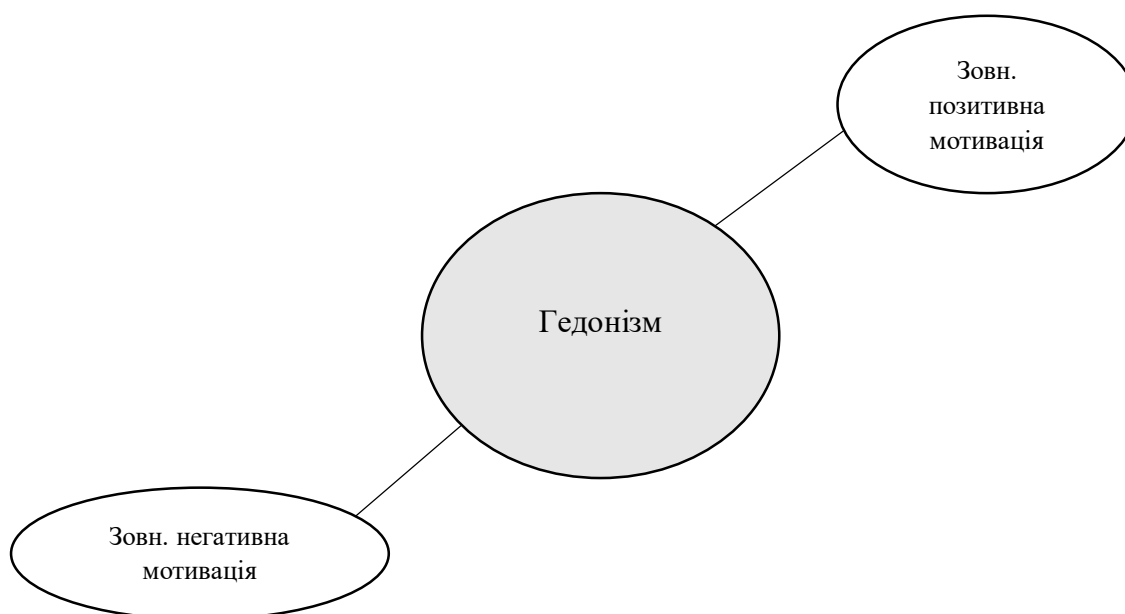 Зовн.
позитивна
мотивація
Гедонізм
Зовн. негативна
мотивація